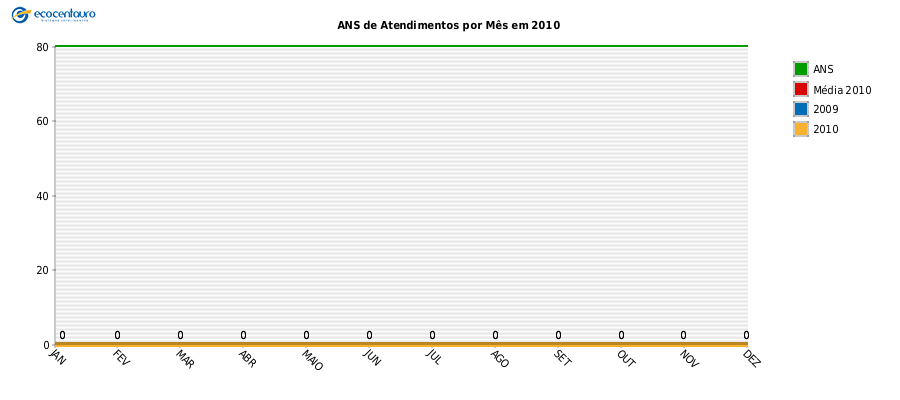 ecocentauro
ANS de Atendimentos por Mês em 2010
80
60
40
20
0
0 0 0 0 0 0 0 0 0 0 0 0
JAN FEV MAR ABR MAIO JUN JUL AGO SET OUT NOV DEZ
ANS
Média 2010
2009
2010